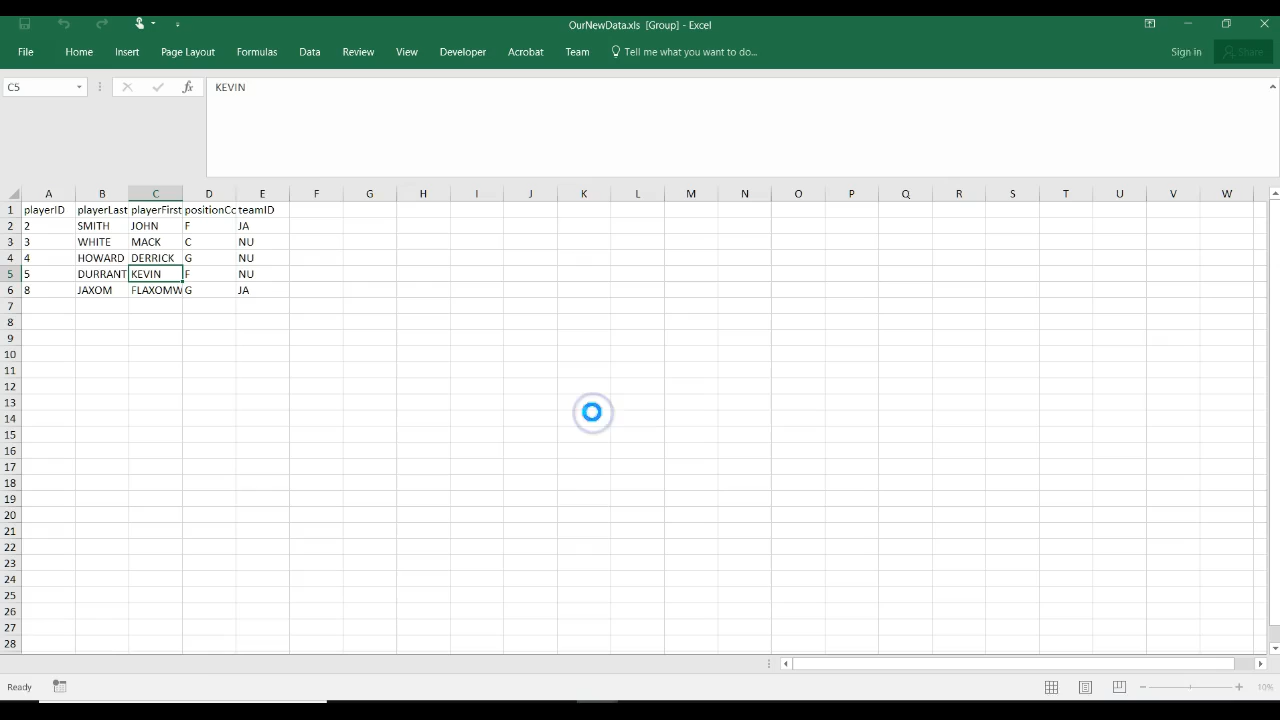 OurNewData.xls [Group] - Excel
File Home Insert Page Layout Formulas Data Review View Developer Acrobat Team Tell me what you want to do... Sign in Share
C5 fx KEVIN
A B C D E F G H I J K L M N O P Q R S T U V W
1 playerID playerLast playerFirst positionCc teamID
2 2 SMITH JOHN F JA
3 3 WHITE MACK C NU
4 4 HOWARD DERRICK G NU
5 5 DURRANT KEVIN F NU
6 8 JAXOM FLAXOMW G JA
7
8
9
10
11
12
13
14
15
16
17
18
19
20
21
22
23
24
25
26
27
28
Ready 10%